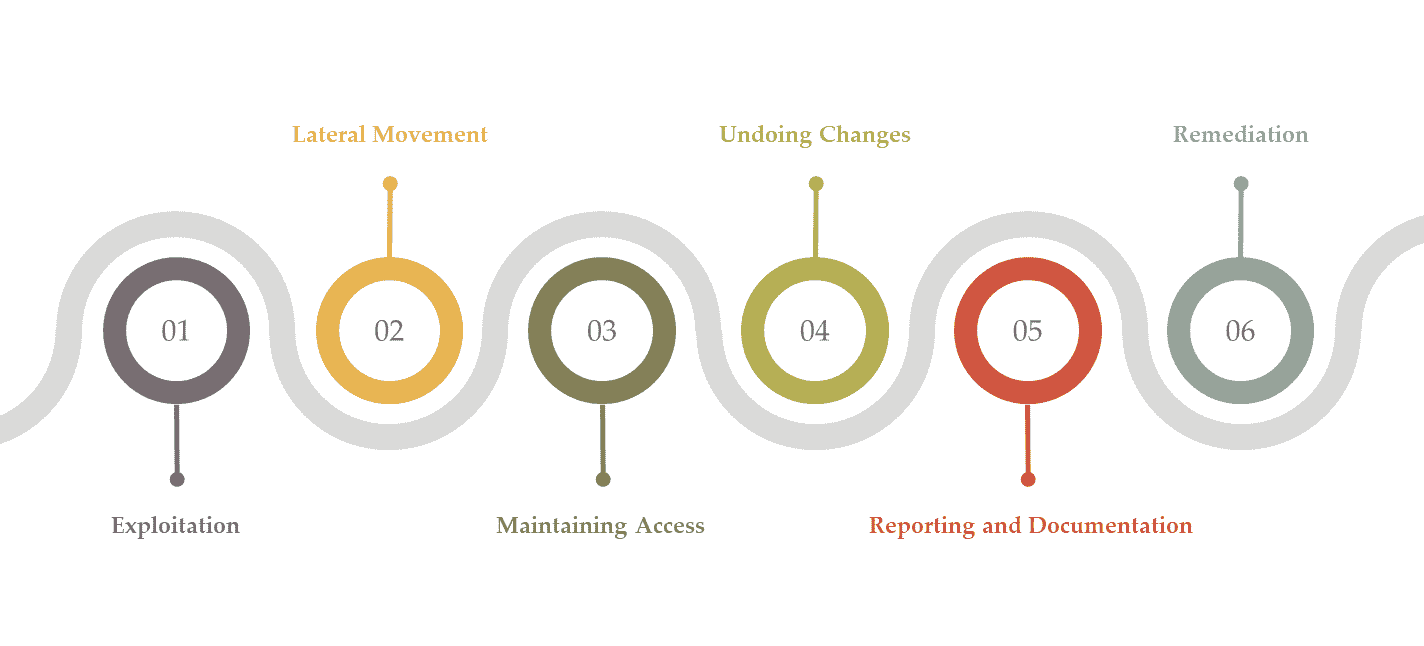 Lateral Movement
Undoing Changes
Remediation
01
02
03
04
05
06
Exploitation
Maintaining Access
Reporting and Documentation